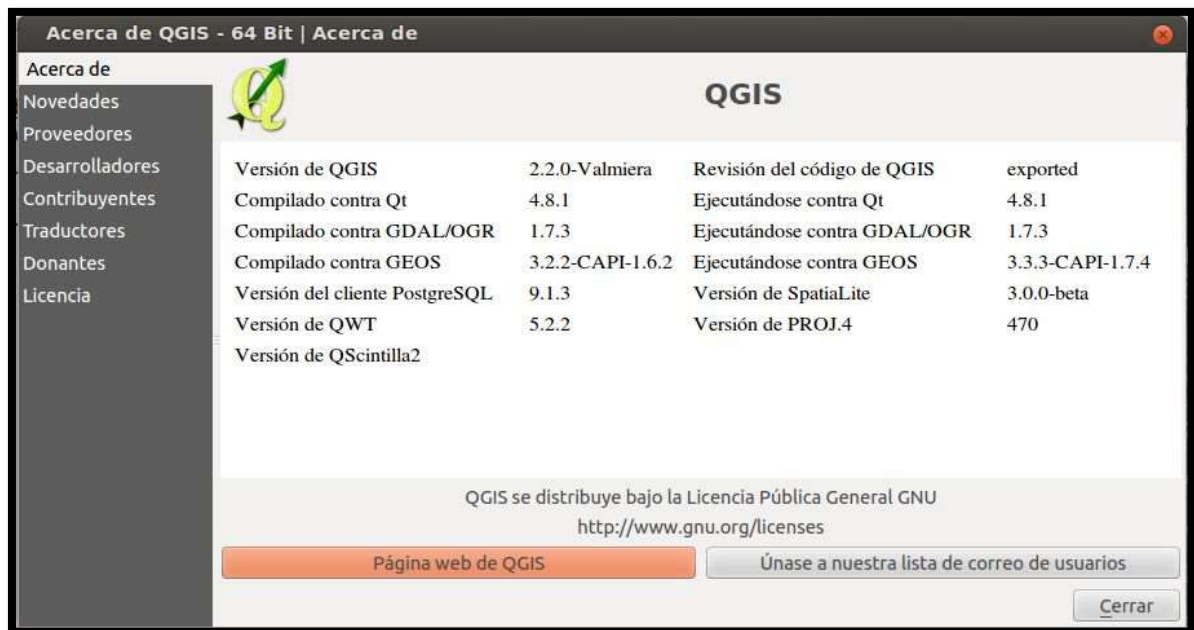 Acerca de QGIS - 64 Bit | Acerca de
Acerca de
Novedades
Proveedores
Desarrolladores
Contribuyentes
Traductores
Donantes
Licencia
QGIS
Versión de QGIS 2.2.0-Valmiera Revisión del código de QGIS exported
Compilado contra Qt 4.8.1 Ejecutándose contra Qt 4.8.1
Compilado contra GDAL/OGR 1.7.3 Ejecutándose contra GDAL/OGR 1.7.3
Compilado contra GEOS 3.2.2-CAPI-1.6.2 Ejecutándose contra GEOS 3.3.3-CAPI-1.7.4
Versión del cliente PostgreSQL 9.1.3 Versión de SpatiaLite 3.0.0-beta
Versión de QWT 5.2.2 Versión de PROJ.4 470
Versión de QScintilla2
QGIS se distribuye bajo la Licencia Pública General GNU
http://www.gnu.org/licenses
Página web de QGIS Únase a nuestra lista de correo de usuarios
Cerrar